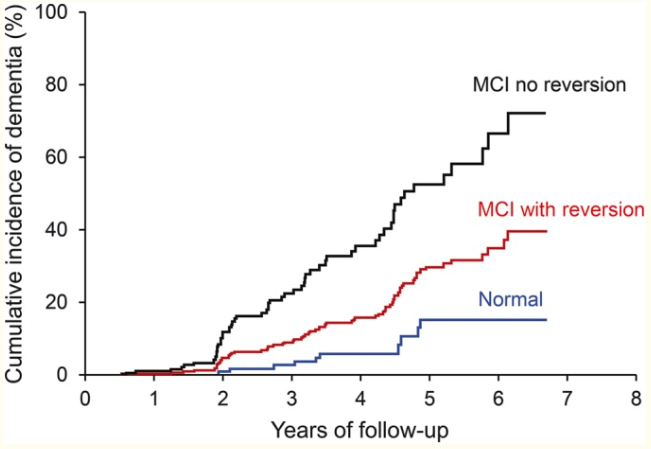 Cumulative incidence of dementia (%)
100
80
60
40
20
0
MCI no reversion
MCI with reversion
Normal
0 1 2 3 4 5 6 7 8
Years of follow-up